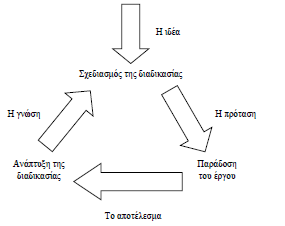 Η ιδέα
Σχεδιασμός της διαδικασίας
Η γνώση
Η πρόταση
Ανάπτυξη της
διαδικασίας
Παράδοση
του έργου
Το αποτέλεσμα